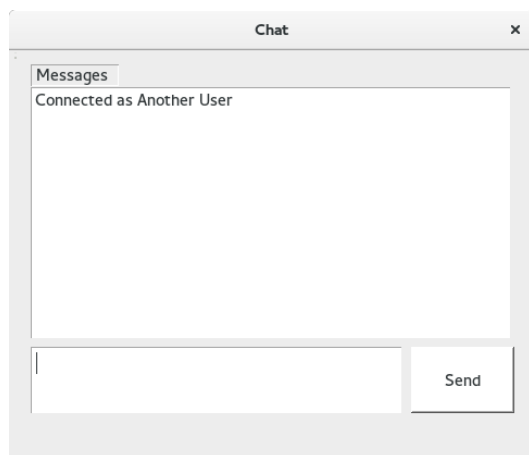 Chat
Messages
Connected as Another User
Send